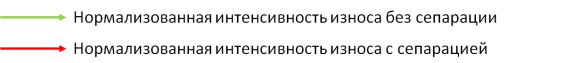 Нормализованная интенсивность износа без сепарации
Нормализованная интенсивность износа с сепарацией